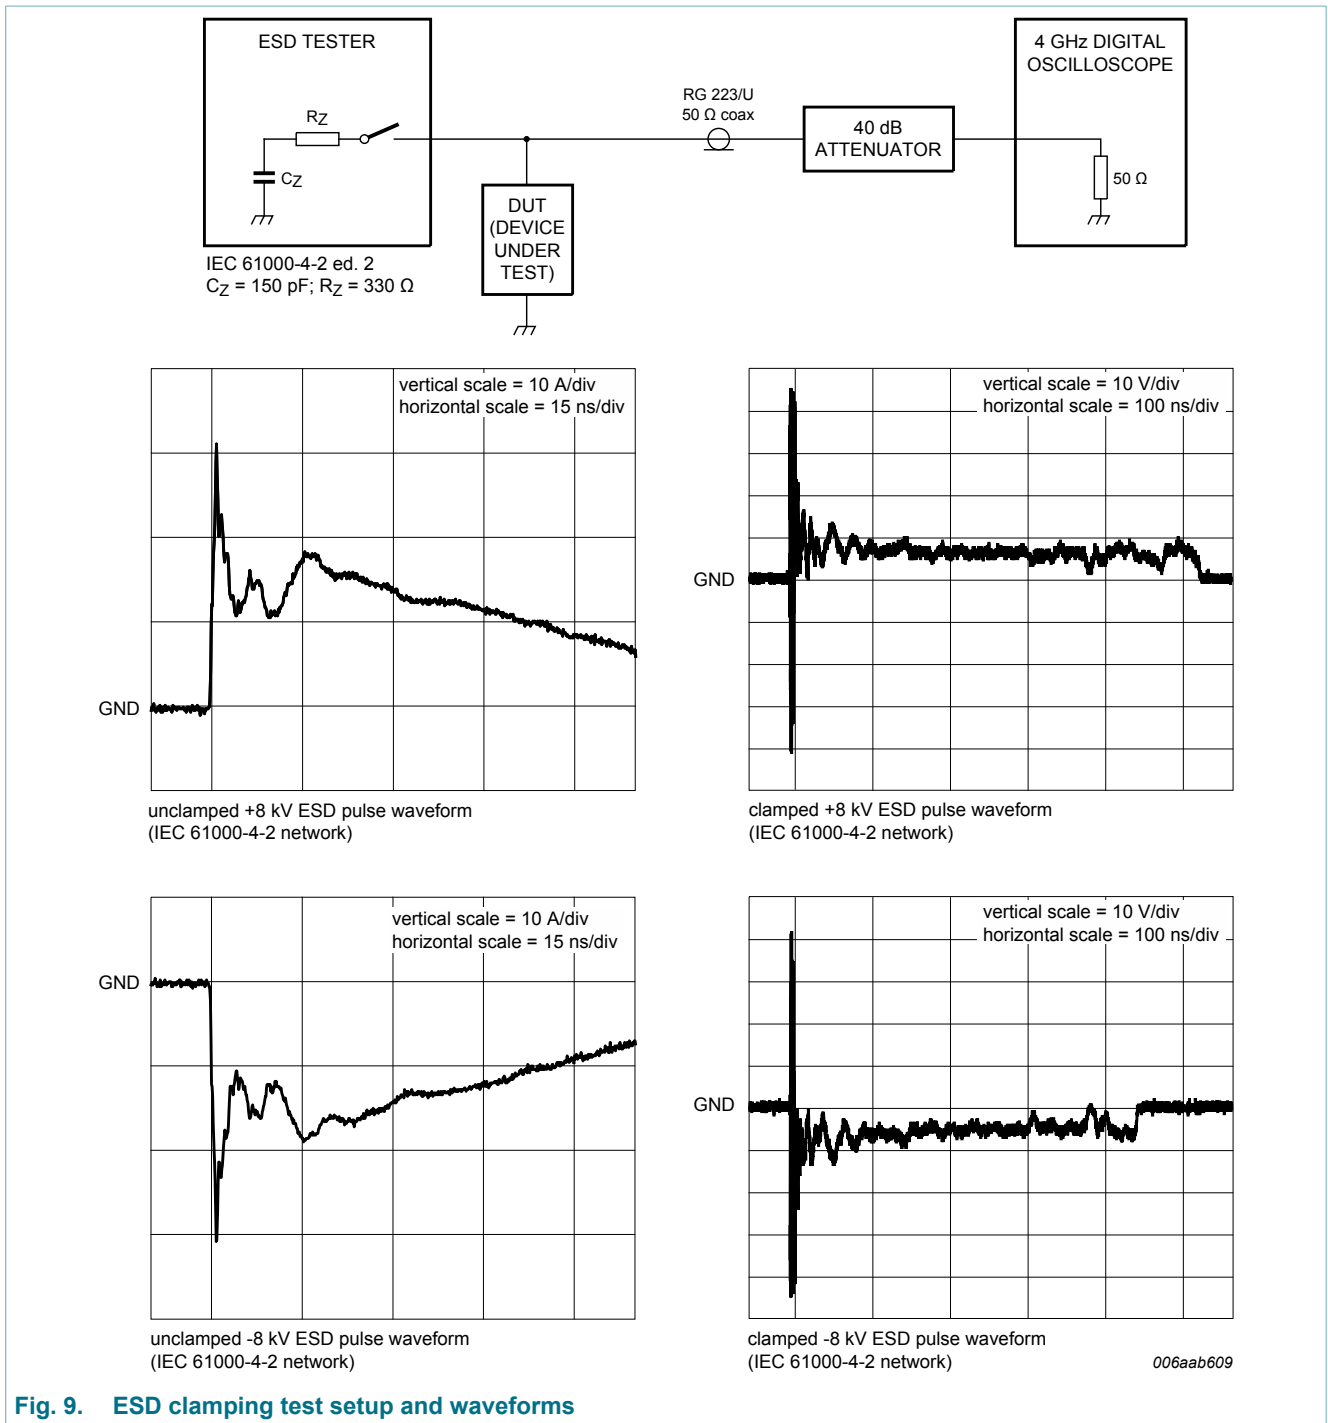 ESD TESTER
RZ
CZ
IEC 61000-4-2 ed. 2
CZ = 150 pF; RZ = 330 Ω
DUT
(DEVICE
UNDER
TEST)
RG 223/U
50 Ω coax
40 dB
ATTENUATOR
4 GHz DIGITAL
OSCILLOSCOPE
50 Ω
vertical scale = 10 A/div
horizontal scale = 15 ns/div
GND
unclamped +8 kV ESD pulse waveform
(IEC 61000-4-2 network)
vertical scale = 10 V/div
horizontal scale = 100 ns/div
GND
clamped +8 kV ESD pulse waveform
(IEC 61000-4-2 network)
vertical scale = 10 A/div
horizontal scale = 15 ns/div
GND
unclamped -8 kV ESD pulse waveform
(IEC 61000-4-2 network)
vertical scale = 10 V/div
horizontal scale = 100 ns/div
GND
clamped -8 kV ESD pulse waveform
(IEC 61000-4-2 network)
006aab609
Fig. 9. ESD clamping test setup and waveforms